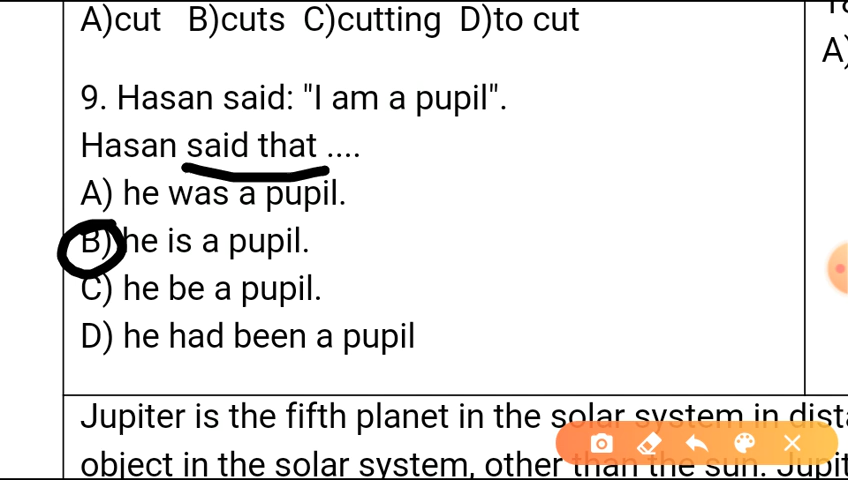 A)cut B)cuts C)cutting D)to cut
A)
9. Hasan said: "I am a pupil".
Hasan said that ....
A) he was a pupil.
B) he is a pupil.
C) he be a pupil.
D) he had been a pupil
Jupiter is the fifth planet in the solar system in
object in the solar system, other than the sun.